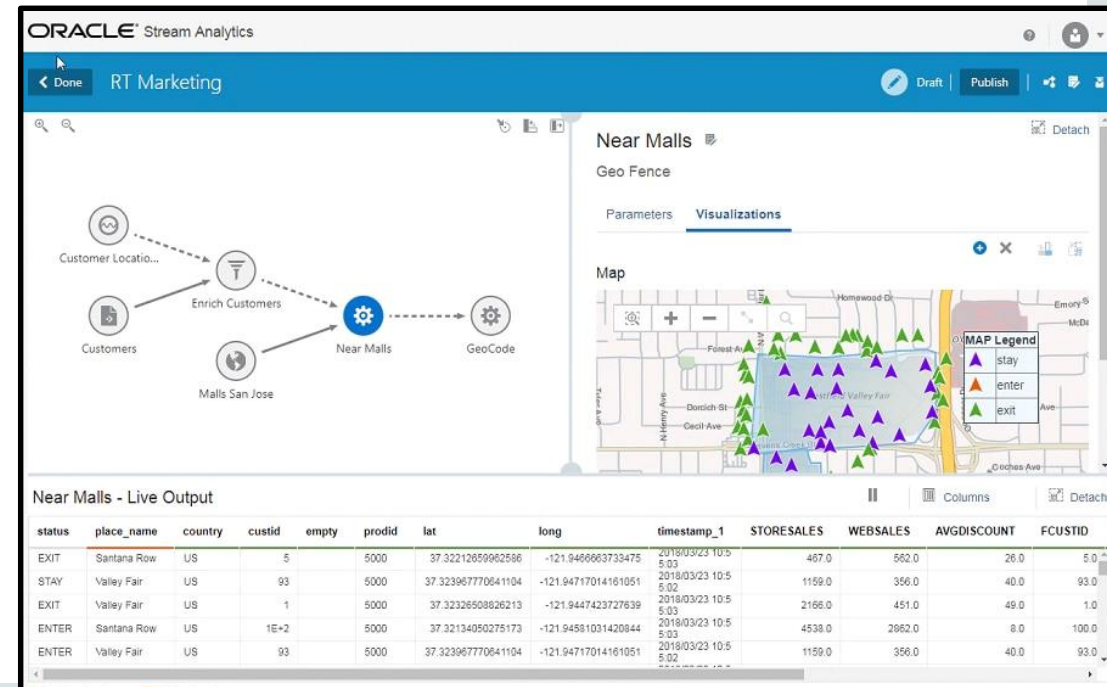 ORACLE® Stream Analytics
Done RT Marketing Draft Publish
Near Malls
Detach
Geo Fence
Parameters Visualizations
Map
Customer Locatio...
Enrich Customers
Customers
Near Malls
GeoCode
Malls San Jose
Homewood Dr
Emory S
Forest Av
MAP Legend
stay
enter
exit
Valley Fair
Dorcich St
Cecil Ave
N Henry Ave
Ave
Near Malls - Live Output
Columns Detach
status place_name country custid empty prodid lat long timestamp_1 STORESALES WEBSALES AVGDISCOUNT FCUSTID
EXIT Santana Row US 5 5000 37.32212659962586 -121.9466663733475 2018/03/23 10:5 5:03 467.0 562.0 26.0 5.0
STAY Valley Fair US 93 5000 37.323967770641104 -121.94717014161051 2018/03/23 10:5 5:02 1159.0 356.0 40.0 93.0
EXIT Valley Fair US 1 5000 37.32326508826213 -121.9447423727639 2018/03/23 10:5 5:03 2166.0 451.0 49.0 1.0
ENTER Santana Row US 1E+2 5000 37.32134050275173 -121.94581031420844 2018/03/23 10:5 5:03 4538.0 2862.0 8.0 100.0
ENTER Valley Fair US 93 5000 37.323967770641104 -121.94717014161051 2018/03/23 10:5 5:02 1159.0 356.0 40.0 93.0